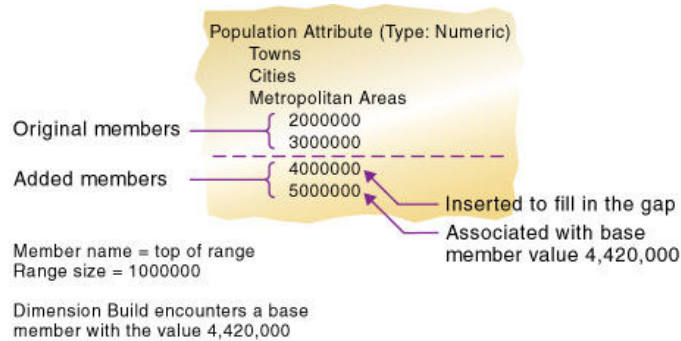 Population Attribute (Type: Numeric)
Towns
Cities
Metropolitan Areas
2000000
3000000
Original members
4000000
5000000
Added members
Inserted to fill in the gap
Associated with base
member value 4,420,000
Member name = top of range
Range size = 1000000
Dimension Build encounters a base
member with the value 4,420,000